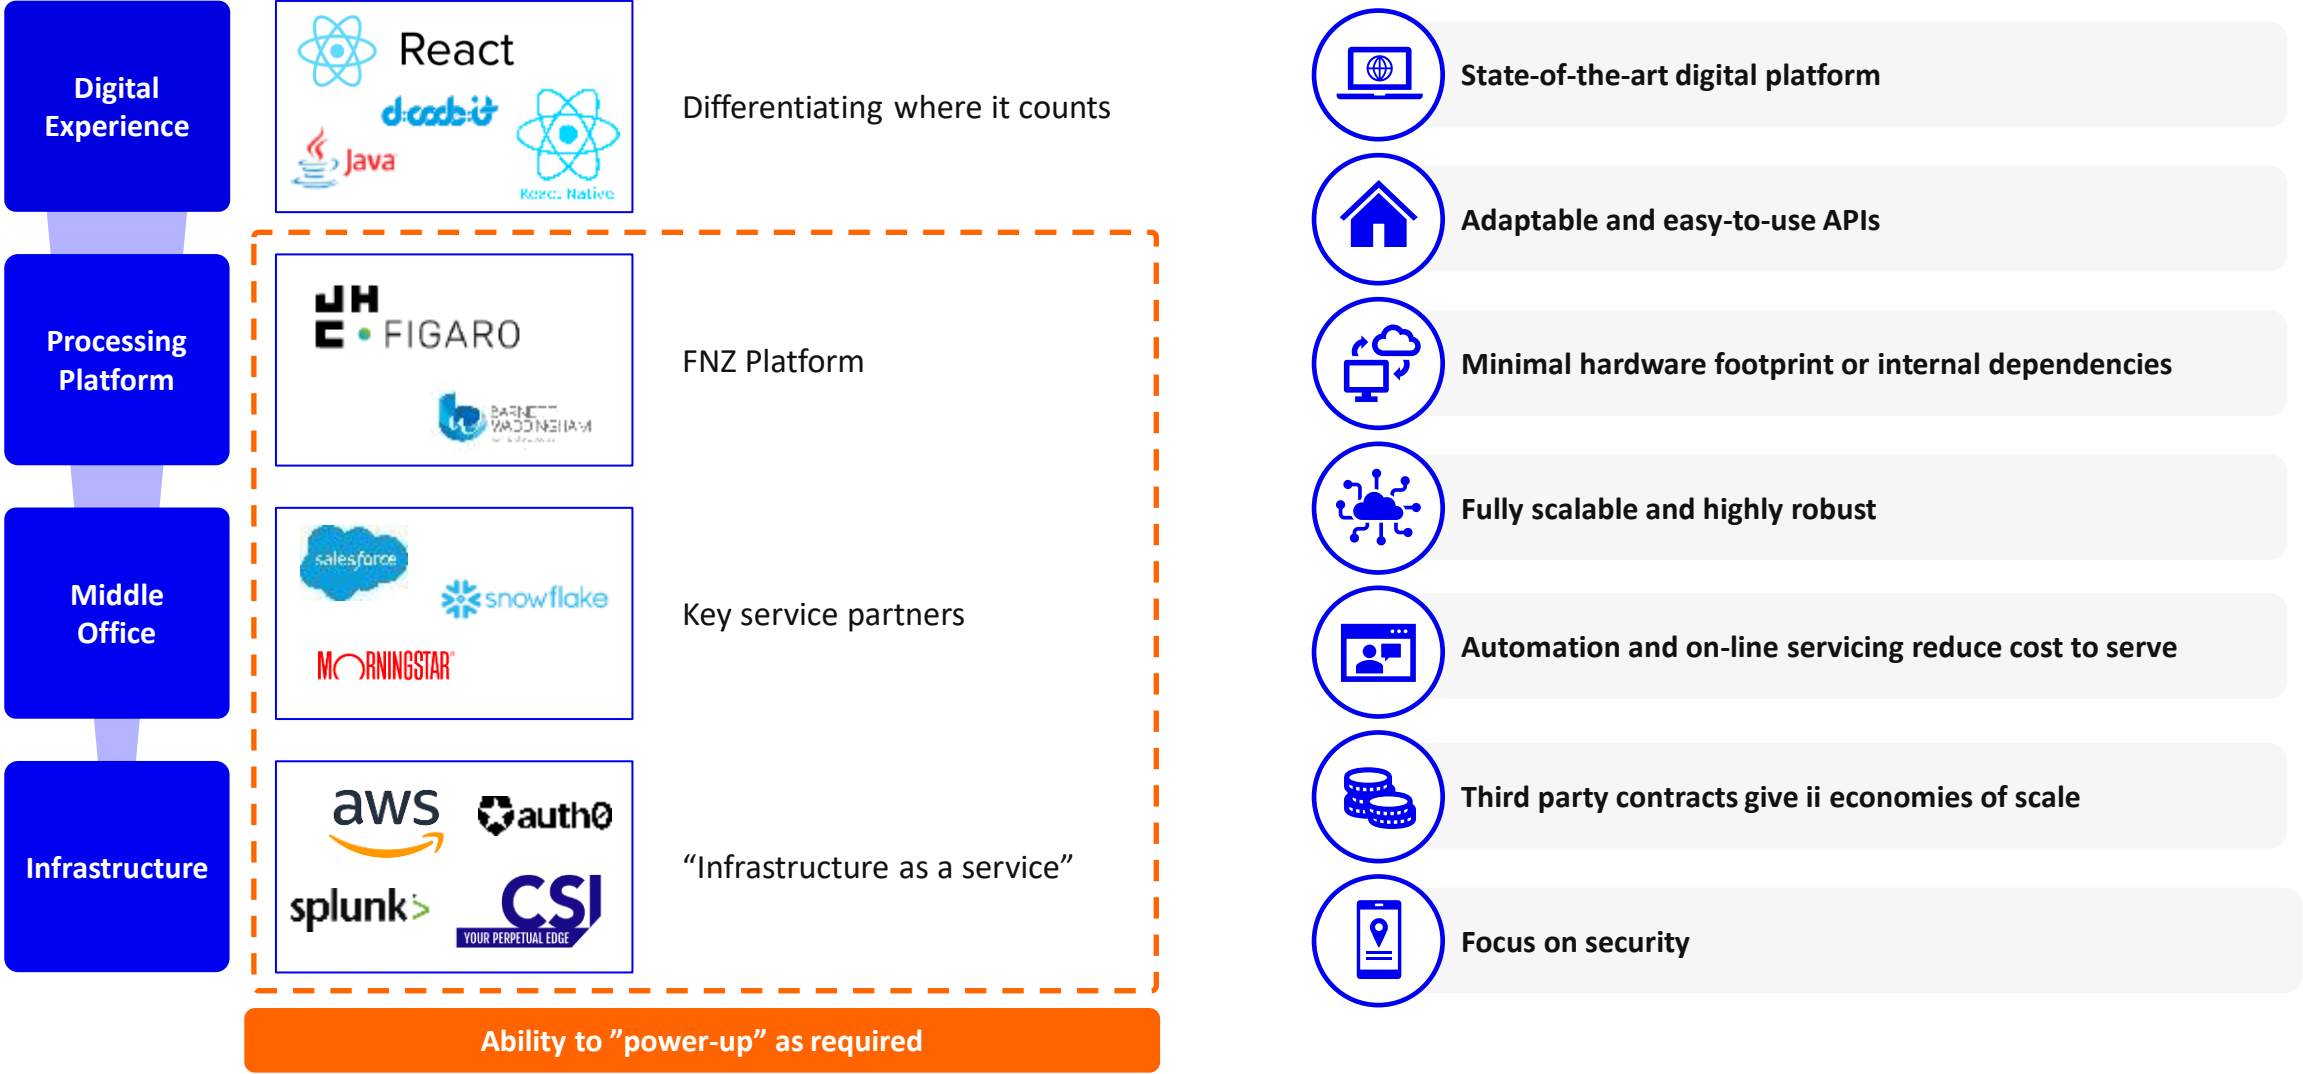 Digital
Experience
React
d:code:it
Java
React Native
Differentiating where it counts
Processing
Platform
JHC
FIGARO
BARNETT
WADDINGHAM
FNZ Platform
Middle
Office
salesforce
snowflake
MORNINGSTAR
Key service partners
Infrastructure
aws
auth0
splunk>
CSI
YOUR PERPETUAL EDGE
“Infrastructure as a service”
Ability to ”power-up” as required
State-of-the-art digital platform
Adaptable and easy-to-use APIs
Minimal hardware footprint or internal dependencies
Fully scalable and highly robust
Automation and on-line servicing reduce cost to serve
Third party contracts give ii economies of scale
Focus on security